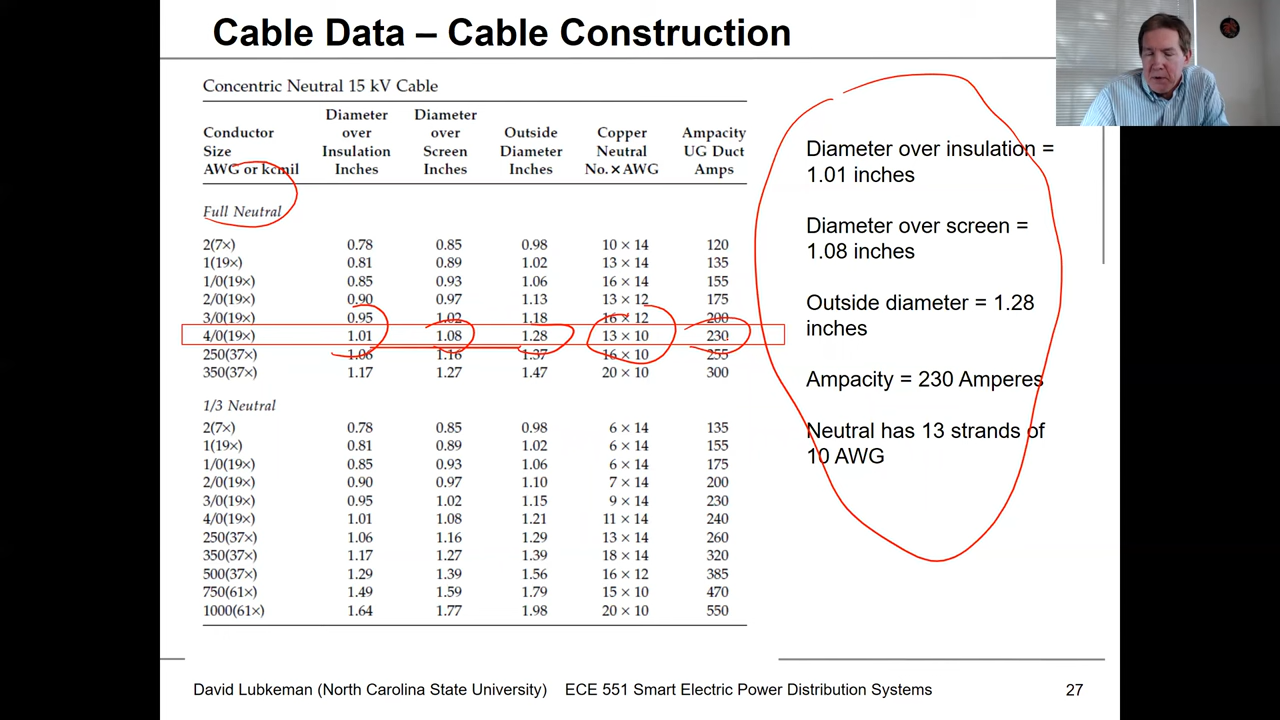 Cable Data – Cable Construction
Concentric Neutral 15 kV Cable
Conductor Size AWG or kcmil Diameter over Insulation Inches Diameter over Screen Inches Outside Diameter Inches Copper Neutral No. × AWG Ampacity UG Duct Amps
Full Neutral
2(7×) 0.78 0.85 0.98 10 × 14 120
1(19×) 0.81 0.89 1.02 13 × 14 135
1/0(19×) 0.85 0.93 1.06 16 × 14 155
2/0(19×) 0.90 0.97 1.13 13 × 12 175
3/0(19×) 0.95 1.02 1.18 16 × 12 200
4/0(19×) 1.01 1.08 1.28 13 × 10 230
250(37×) 1.06 1.16 1.37 16 × 10 255
350(37×) 1.17 1.27 1.47 20 × 10 300
1/3 Neutral
2(7×) 0.78 0.85 0.98 6 × 14 135
1(19×) 0.81 0.89 1.02 6 × 14 155
1/0(19×) 0.85 0.93 1.06 6 × 14 175
2/0(19×) 0.90 0.97 1.10 7 × 14 200
3/0(19×) 0.95 1.02 1.15 9 × 14 230
4/0(19×) 1.01 1.08 1.21 11 × 14 240
250(37×) 1.06 1.16 1.29 13 × 14 260
350(37×) 1.17 1.27 1.39 18 × 14 320
500(37×) 1.29 1.39 1.56 16 × 12 385
750(61×) 1.49 1.59 1.79 15 × 10 470
1000(61×) 1.64 1.77 1.98 20 × 10 550
Diameter over insulation =
1.01 inches
Diameter over screen =
1.08 inches
Outside diameter = 1.28
inches
Ampacity = 230 Amperes
Neutral has 13 strands of
10 AWG
David Lubkeman (North Carolina State University) ECE 551 Smart Electric Power Distribution Systems 27